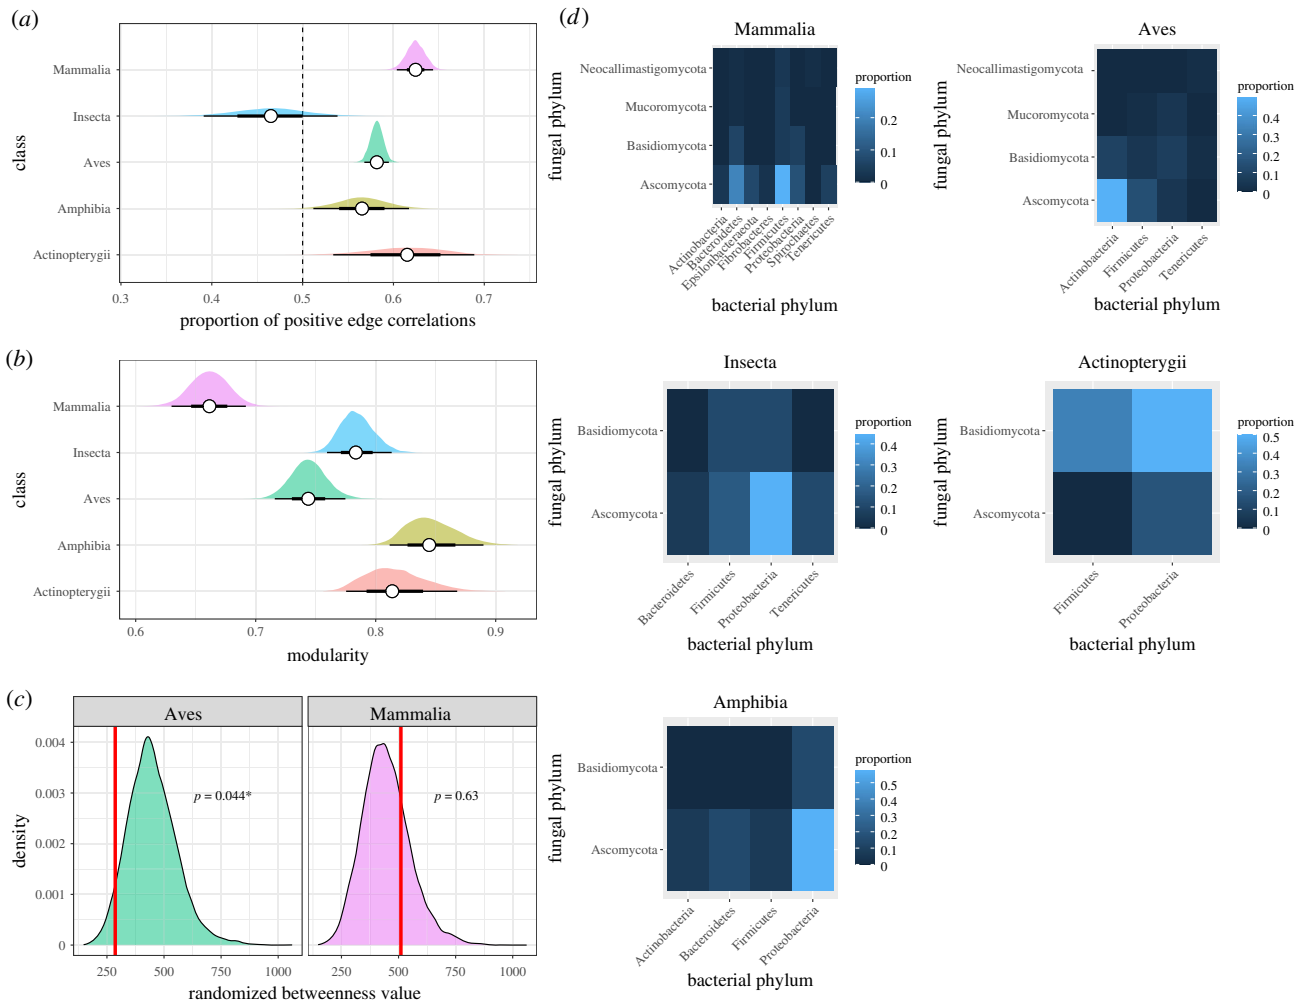 (a)
class
Mammalia
Insecta
Aves
Amphibia
Actinopterygii
0.3 0.4 0.5 0.6 0.7
proportion of positive edge correlations
(b)
class
Mammalia
Insecta
Aves
Amphibia
Actinopterygii
0.6 0.7 0.8 0.9
modularity
(c)
Aves Mammalia
density
0.004
0.003
0.002
0.001
0
p = 0.044* p = 0.63
250 500 750 1000 250 500 750 1000
randomized betweenness value
(d)
Mammalia
fungal phylum
Neocallimastigomycota
Mucoromycota
Basidiomycota
Ascomycota
Actinobacteria
Bacteroidetes
Epsilonbacteraeota
Fibrobacteres
Firmicutes
Proteobacteria
Spirochaetes
Tenericutes
bacterial phylum
proportion
0.2
0.1
0
Aves
fungal phylum
Neocallimastigomycota
Mucoromycota
Basidiomycota
Ascomycota
Actinobacteria
Firmicutes
Proteobacteria
Tenericutes
bacterial phylum
proportion
0.4
0.3
0.2
0.1
0
Insecta
fungal phylum
Basidiomycota
Ascomycota
Bacteroidetes
Firmicutes
Proteobacteria
Tenericutes
bacterial phylum
proportion
0.4
0.3
0.2
0.1
0
Actinopterygii
fungal phylum
Basidiomycota
Ascomycota
Firmicutes
Proteobacteria
bacterial phylum
proportion
0.5
0.4
0.3
0.2
0.1
0
Amphibia
fungal phylum
Basidiomycota
Ascomycota
Actinobacteria
Bacteroidetes
Firmicutes
Proteobacteria
bacterial phylum
proportion
0.5
0.4
0.3
0.2
0.1
0